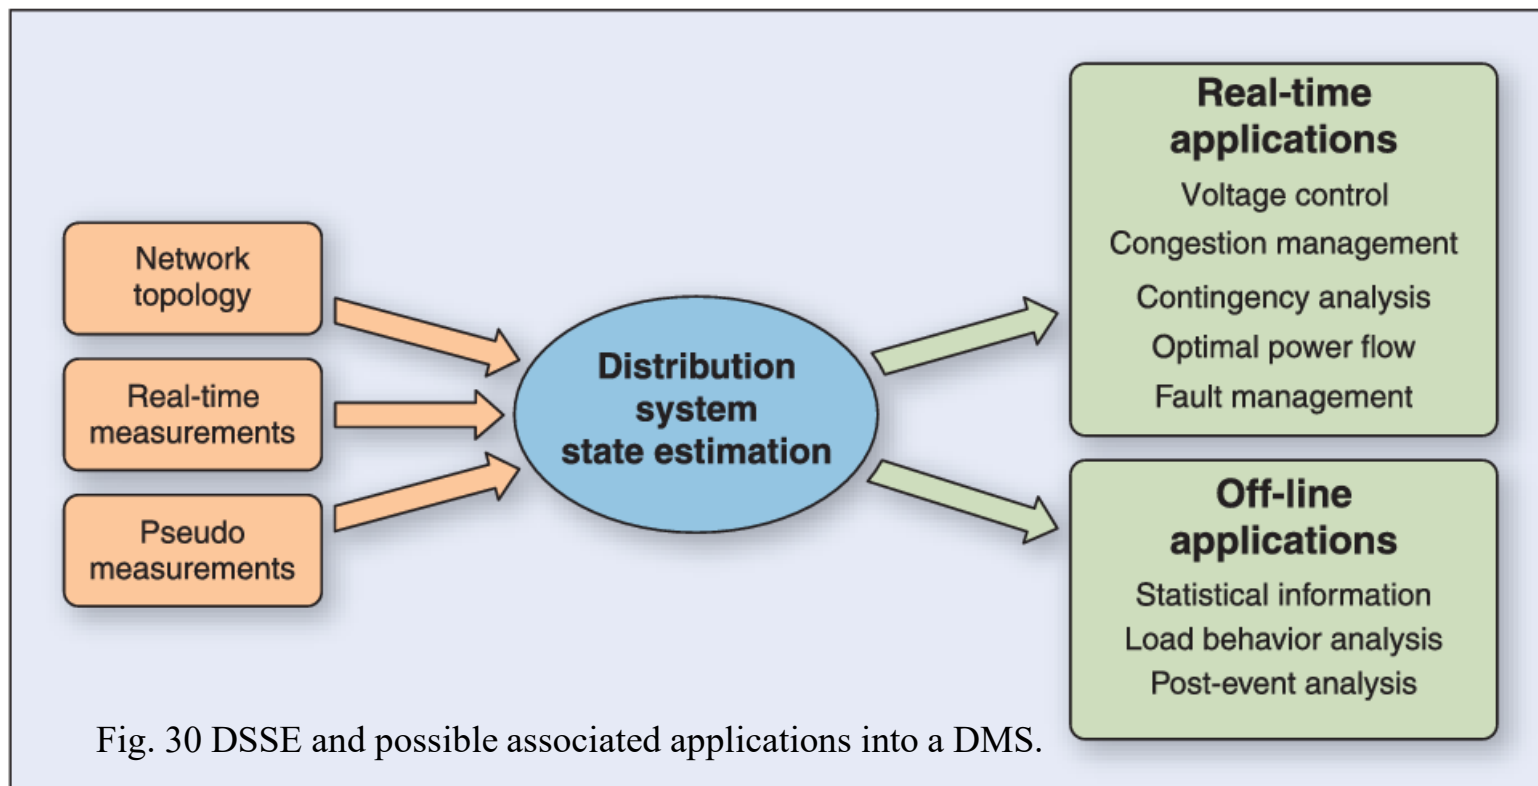 Network
topology
Real-time
measurements
Pseudo
measurements
Distribution
system
state estimation
Real-time
applications
Voltage control
Congestion management
Contingency analysis
Optimal power flow
Fault management
Off-line
applications
Statistical information
Load behavior analysis
Post-event analysis
Fig. 30 DSSE and possible associated applications into a DMS.